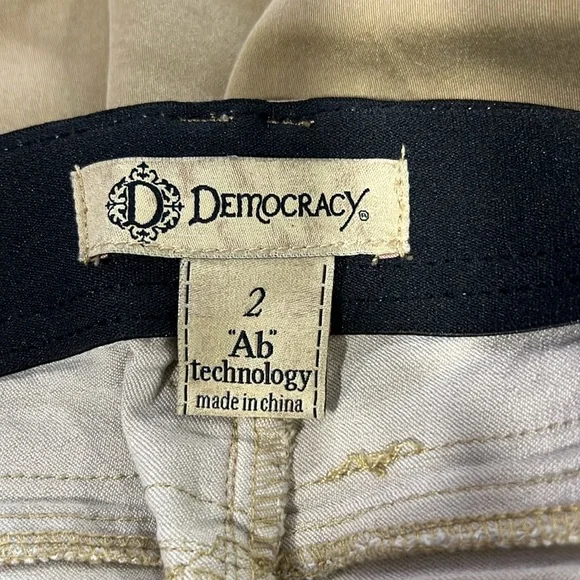 D DEMOCRACY®
2
"Ab"
technology
made in china